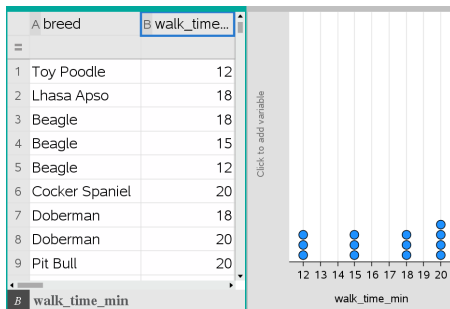 A breed B walk_time...
=
1 Toy Poodle 12
2 Lhasa Apso 18
3 Beagle 18
4 Beagle 15
5 Beagle 12
6 Cocker Spaniel 20
7 Doberman 18
8 Doberman 20
9 Pit Bull 20
B walk_time_min
Click to add variable
12 13 14 15 16 17 18 19 20
walk_time_min